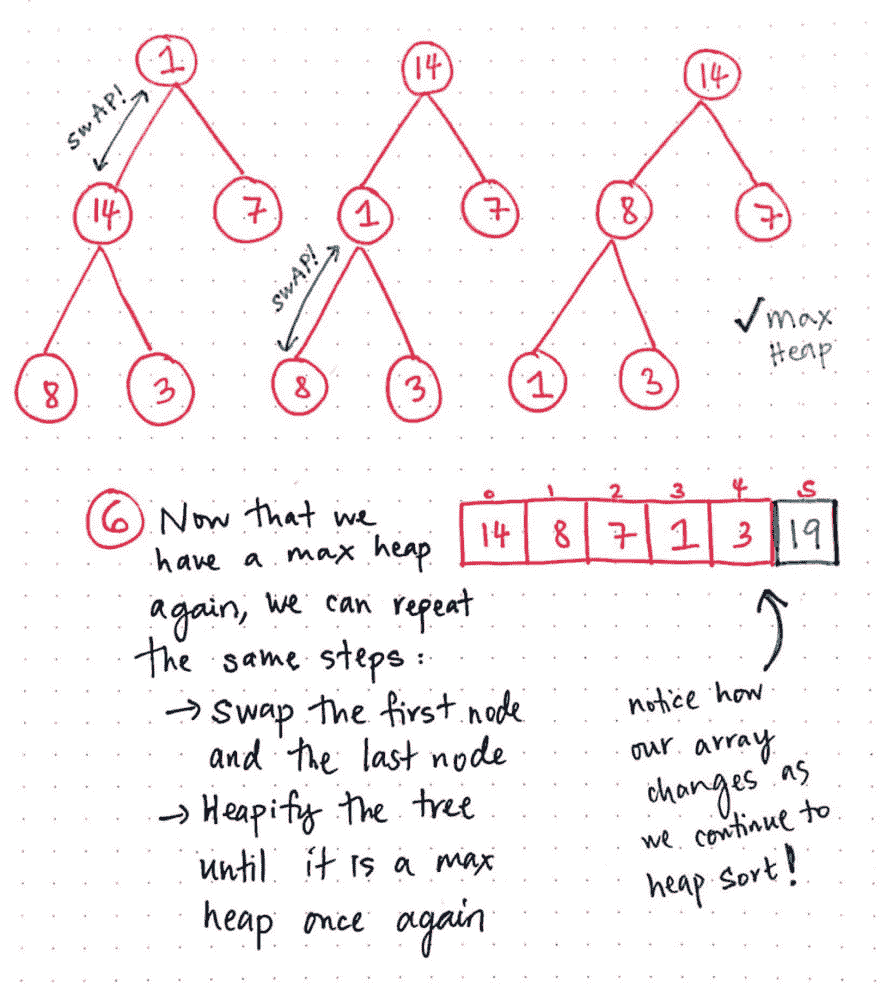 1 14 14
SWAP!
14 7 1 7 8 7
SWAP!
✓max
Heap
8 3 8 3 1 3
6 Now that we
have a max heap
again, we can repeat
the same steps:
→ Swap the first node
and the last node
→ Heapify the tree
until it is a max
heap once again
0 1 2 3 4 5
14 8 7 1 3 19
notice how
our array
changes as
we continue to
heap sort!